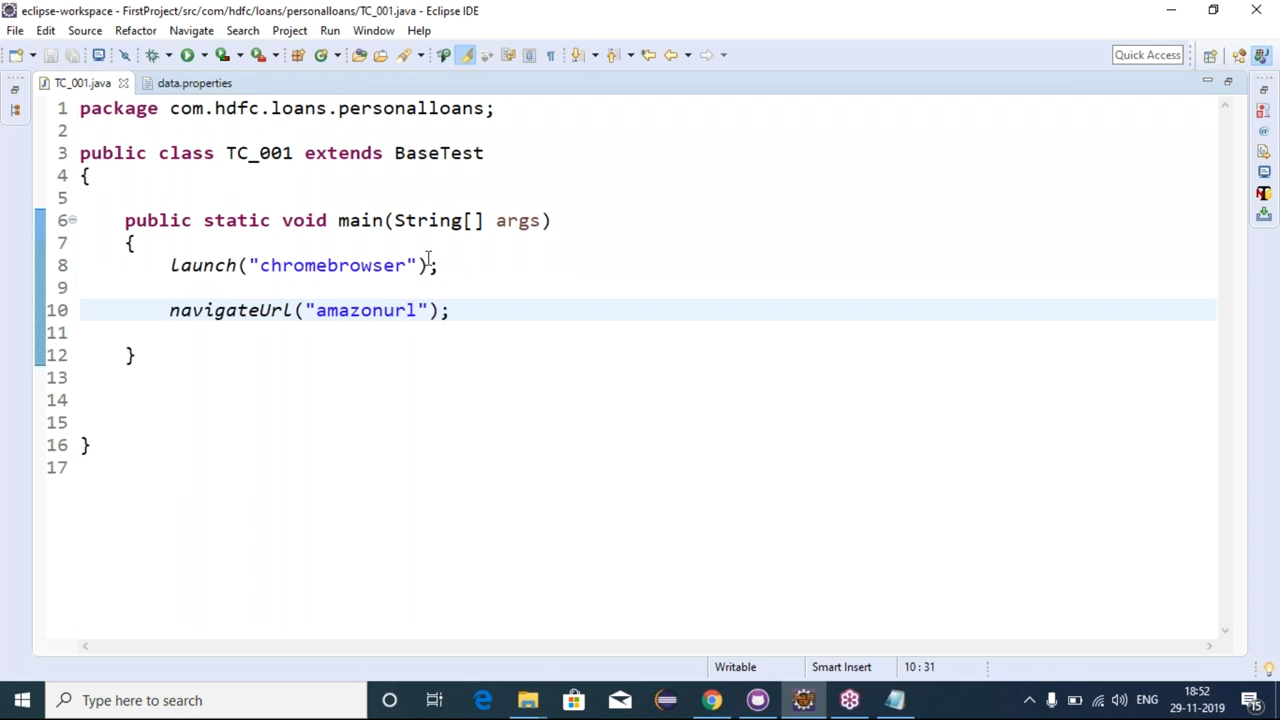 eclipse-workspace - FirstProject/src/com/hdfc/loans/personalloans/TC_001.java - Eclipse IDE
File Edit Source Refactor Navigate Search Project Run Window Help
Quick Access
TC_001.java data.properties
1 package com.hdfc.loans.personalloans;
2
3 public class TC_001 extends BaseTest
4 {
5
6 public static void main(String[] args)
7 {
8 launch("chromebrowser");
9
10 navigateUrl("amazonurl");
11
12 }
13
14
15
16 }
17
Writable Smart Insert 10 : 31
Type here to search
ENG
18:52
29-11-2019
15